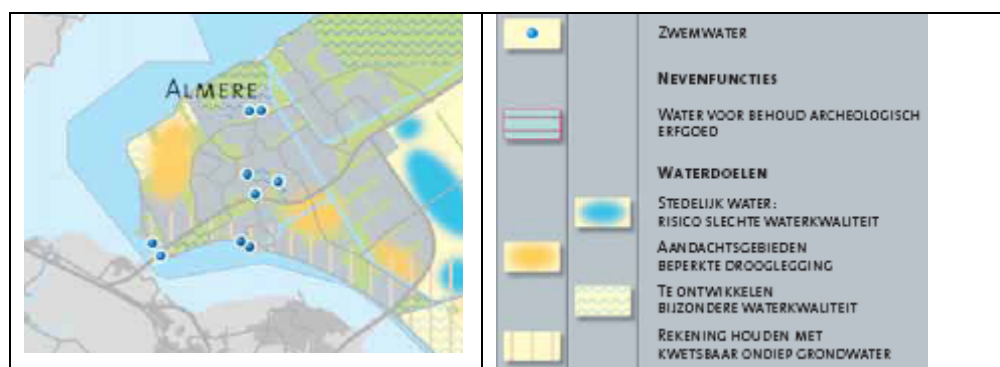 ALMERE
ZWEMWATER
NEVENFUNCTIES
WATER VOOR BEHOUD ARCHEOLOGISCH
ERFGOED
WATERDOELEN
STEDELIJK WATER:
RISICO SLECHTE WATERKWALITEIT
AANDACHTSGEBIEDEN
BEPERKTE DROOGLEGGING
TE ONTWIKKELEN
BIJZONDERE WATERKWALITEIT
REKENING HOUDEN MET
KWETSBAAR ONDIEP GRONDWATER